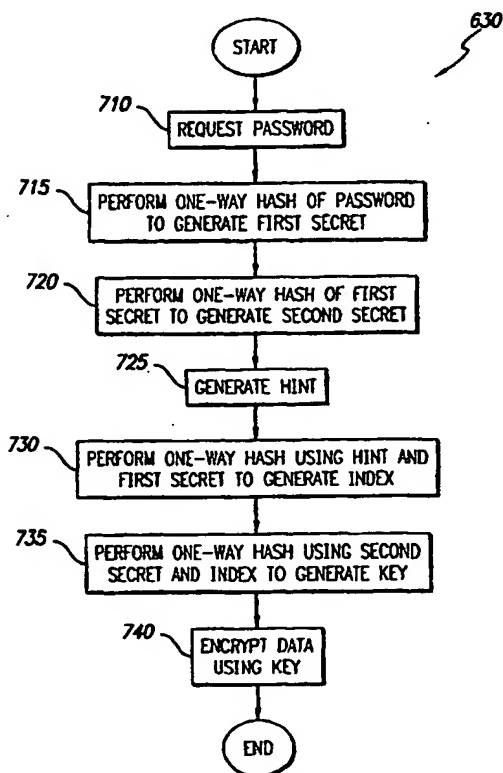 630
START
710
REQUEST PASSWORD
715
PERFORM ONE-WAY HASH OF PASSWORD
TO GENERATE FIRST SECRET
720
PERFORM ONE-WAY HASH OF FIRST
SECRET TO GENERATE SECOND SECRET
725
GENERATE HINT
730
PERFORM ONE-WAY HASH USING HINT AND
FIRST SECRET TO GENERATE INDEX
735
PERFORM ONE-WAY HASH USING SECOND
SECRET AND INDEX TO GENERATE KEY
740
ENCRYPT DATA
USING KEY
END